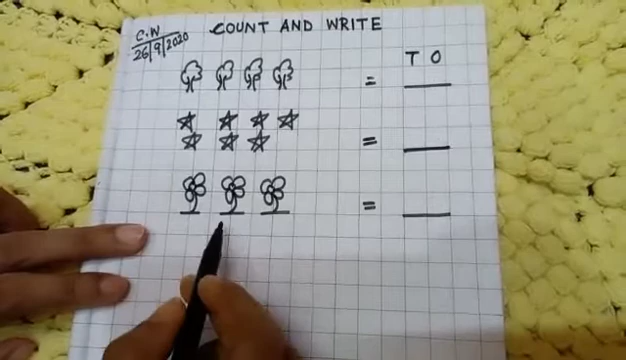 C.W
26/9/2020
COUNT AND WRITE
T O
=
=
=